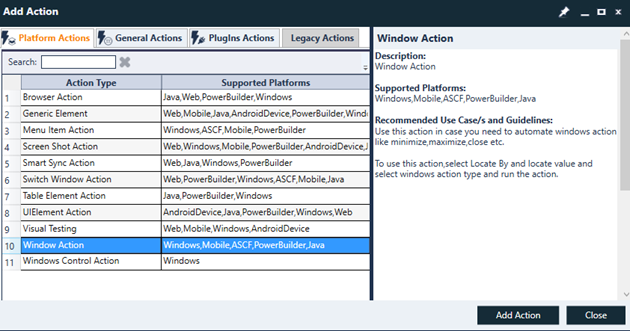 Add Action
Platform Actions General Actions PlugIns Actions Legacy Actions
Search:
Action Type Supported Platforms
1 Browser Action Java,Web,PowerBuilder,Windows
2 Generic Element Web,Mobile,Java,AndroidDevice,PowerBuilder,Wind
3 Menu Item Action Windows,ASCF,Mobile,PowerBuilder
4 Screen Shot Action Web,Windows,Mobile,PowerBuilder,AndroidDevice,J
5 Smart Sync Action Web,Java,Windows,PowerBuilder
6 Switch Window Action Web,PowerBuilder,Windows,ASCF,Mobile,Java
7 Table Element Action Java,PowerBuilder,Windows
8 UIElement Action AndroidDevice,Java,PowerBuilder,Windows,Web
9 Visual Testing Web,Mobile,Windows,AndroidDevice
10 Window Action Windows,Mobile,ASCF,PowerBuilder,Java
11 Windows Control Action Windows
Window Action
Description:
Window Action
Supported Platforms:
Windows,Mobile,ASCF,PowerBuilder,Java
Recommended Use Case/s and Guidelines:
Use this action in case you need to automate windows action
like minimize,maximize,close etc.
To use this action,select Locate By and locate value and
select windows action type and run the action.
Add Action Close